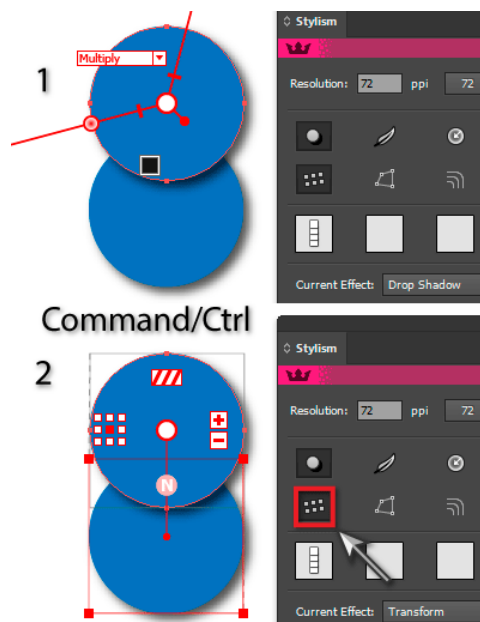 Stylism
Multiply
1
Resolution: 72 ppi 72
Current Effect: Drop Shadow
Command/Ctrl
2
Stylism
Resolution: 72 ppi 72
N
Current Effect: Transform